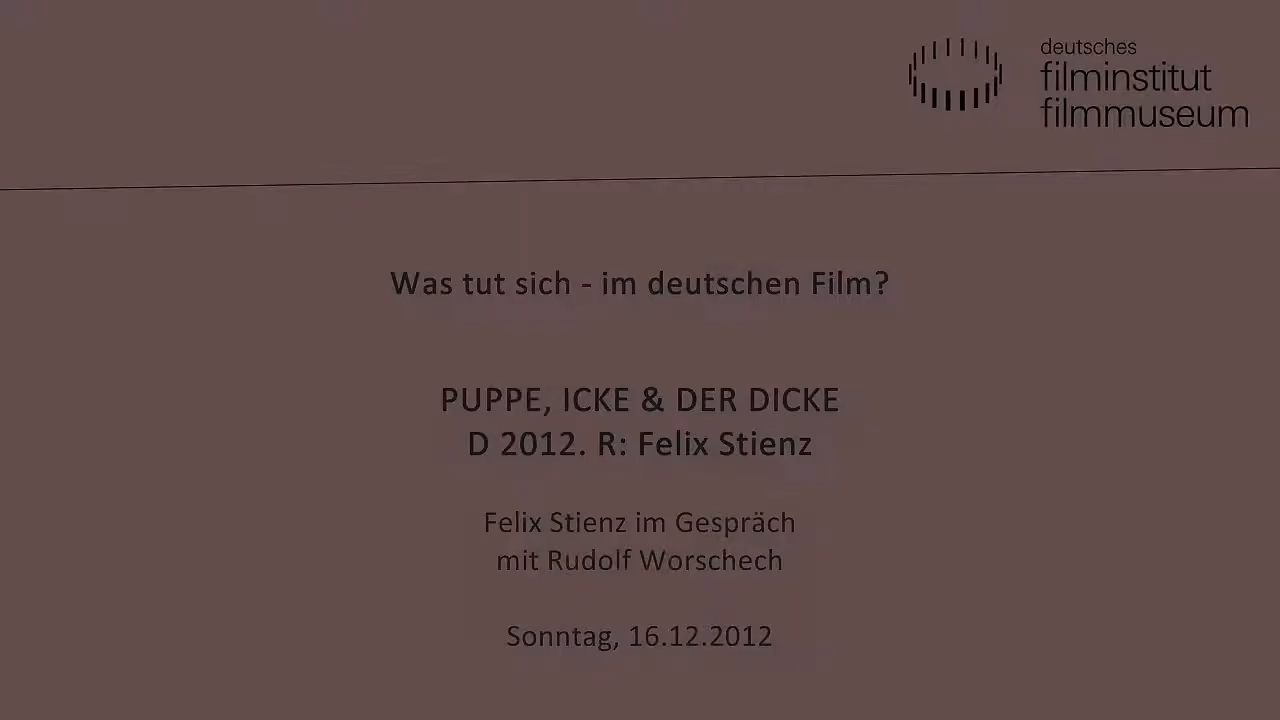 deutsches
filminstitut
filmmuseum
Was tut sich - im deutschen Film?
PUPPE, ICKE & DER DICKE
D 2012. R: Felix Stienz
Felix Stienz im Gespräch
mit Rudolf Worschech
Sonntag, 16.12.2012